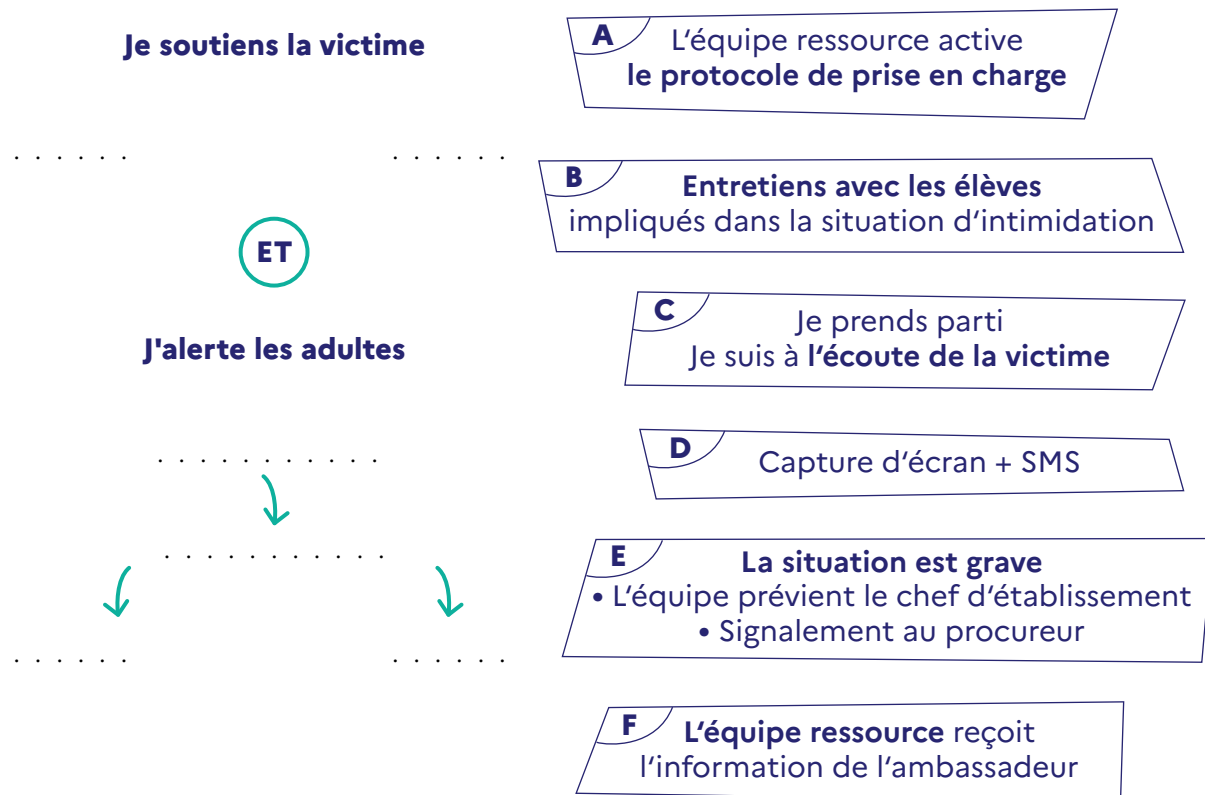 Je soutiens la victime
. . . . . .
. . . . . .
ET
J'alerte les adultes
. . . . . . . . . . .
. . . . . . . . . . .
. . . . . .
. . . . . .
A
L‘équipe ressource active
le protocole de prise en charge
B
Entretiens avec les élèves
impliqués dans la situation d‘intimidation
C
Je prends parti
Je suis à l‘écoute de la victime
D
Capture d‘écran + SMS
E
La situation est grave
• L‘équipe prévient le chef d‘établissement
• Signalement au procureur
F
L‘équipe ressource reçoit
l‘information de l‘ambassadeur